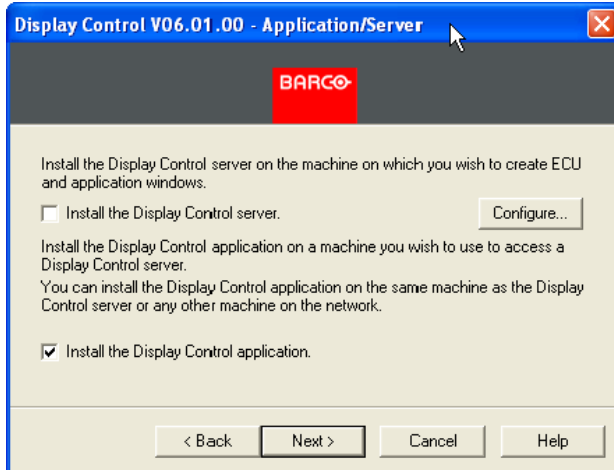 Display Control V06.01.00 - Application/Server
BARCO
Install the Display Control server on the machine on which you wish to create ECU
and application windows.
Install the Display Control server.
Configure...
Install the Display Control application on a machine you wish to use to access a
Display Control server.
You can install the Display Control application on the same machine as the Display
Control server or any other machine on the network.
Install the Display Control application.
< Back
Next >
Cancel
Help